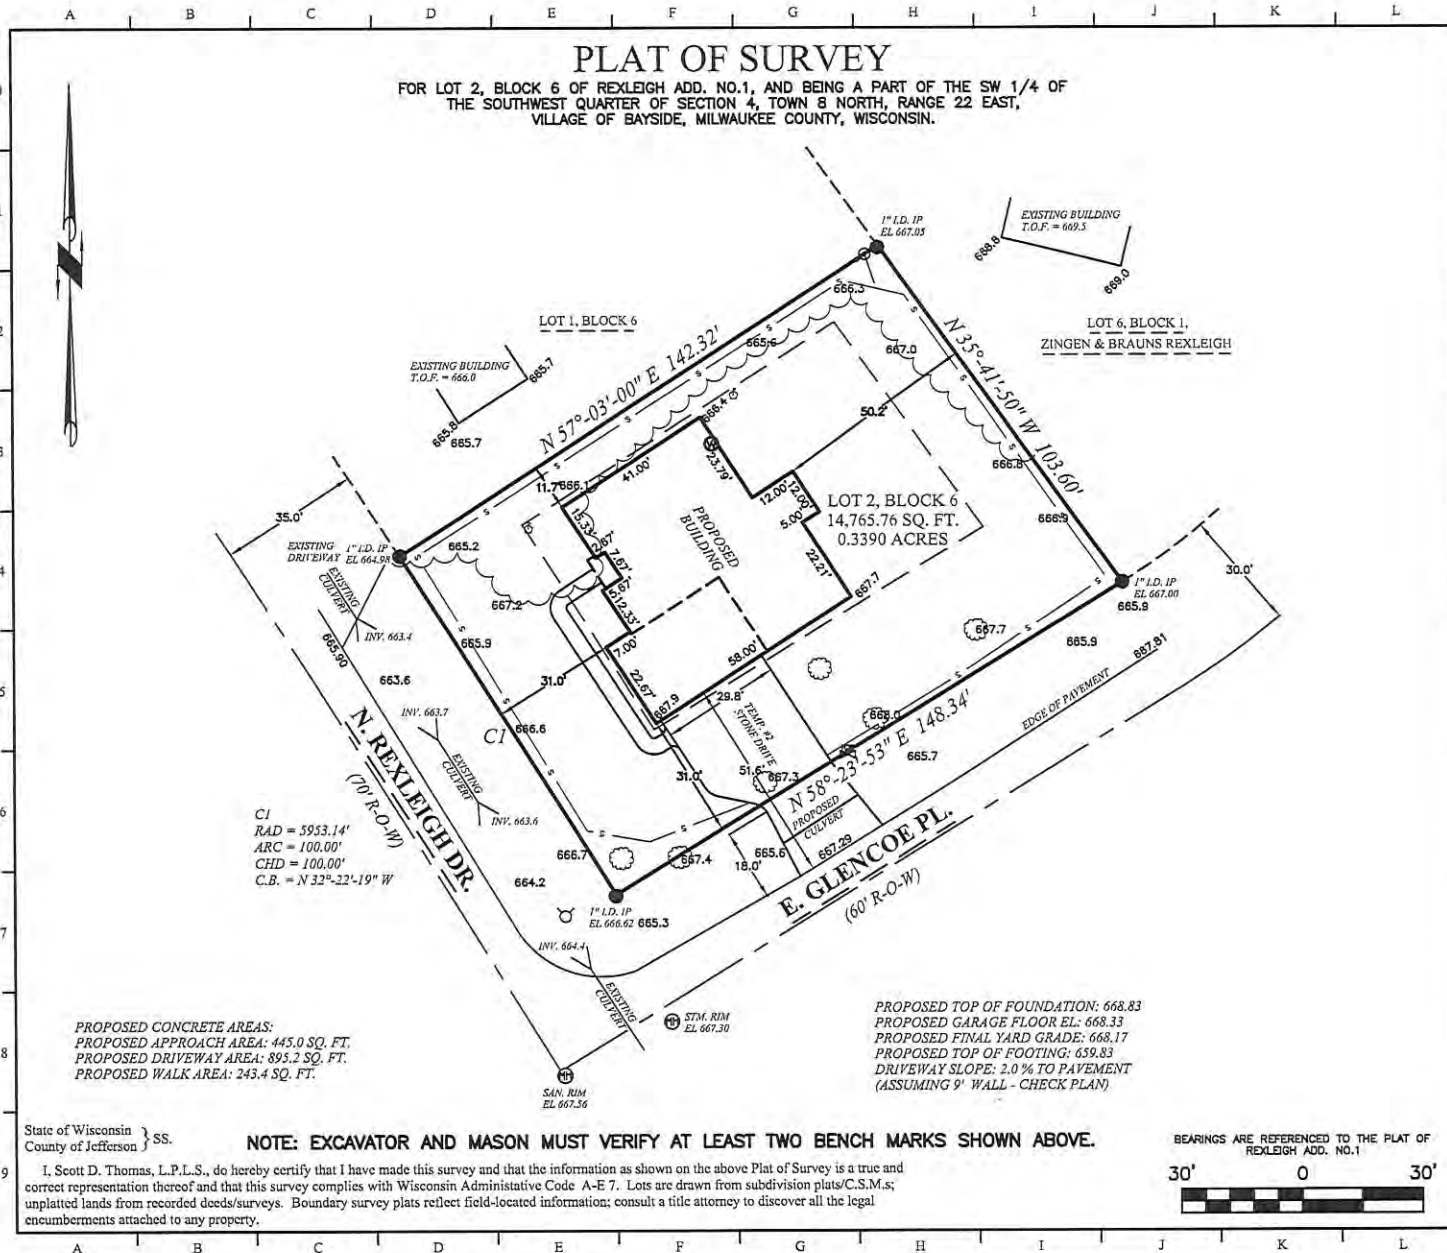 A B C D E F G H I J K L
PLAT OF SURVEY
FOR LOT 2, BLOCK 6 OF REXLEIGH ADD. NO.1, AND BEING A PART OF THE SW 1/4 OF
THE SOUTHWEST QUARTER OF SECTION 4, TOWN 8 NORTH, RANGE 22 EAST,
VILLAGE OF BAYSIDE, MILWAUKEE COUNTY, WISCONSIN.
1" I.D. IP
EL 667.05
EXISTING BUILDING
T.O.F. = 669.5
668.8
669.0
666.3
LOT 1, BLOCK 6
LOT 6, BLOCK 1,
ZINGEN & BRAUNS REXLEIGH
N 57°-03'-00" E 142.32'
665.6
667.0
N 35°-41'-50" W 103.60'
EXISTING BUILDING
T.O.F. = 666.0
665.7
665.8
665.7
666.4
50.2'
666.8
11.7'
666.1
41.00'
23.79'
12.00'
12.00'
5.00'
LOT 2, BLOCK 6
14,765.76 SQ. FT.
0.3390 ACRES
666.9
PROPOSED
BUILDING
15.33'
2.67'
7.67'
5.67'
12.33'
22.21'
667.7
35.0'
EXISTING
DRIVEWAY
1" I.D. IP
EL 664.98
665.2
EXISTING
CULVERT
INV. 663.4
665.90
667.2
665.9
30.0'
1" I.D. IP
EL 667.00
665.9
667.7
665.9
667.81
7.00'
58.00'
22.67'
31.0'
663.6
INV. 663.7
667.9
29.8'
TEMP. #2
STONE DRIVE
EDGE OF PAVEMENT
N. REXLEIGH DR.
(70' R-O-W)
C1
666.6
668.0
N 58°-23'-53" E 148.34'
665.7
EXISTING
CULVERT
31.0'
51.6'
667.3
INV. 663.6
PROPOSED
CULVERT
C1
RAD = 5953.14'
ARC = 100.00'
CHD = 100.00'
C.B. = N 32°-22'-19" W
666.7
667.4
18.0'
665.6
667.29
E. GLENCOE PL.
(60' R-O-W)
664.2
1" I.D. IP
EL 666.62
665.3
INV. 664.4
EXISTING
CULVERT
STM. RIM
EL 667.30
SAN. RIM
EL 667.56
PROPOSED CONCRETE AREAS:
PROPOSED APPROACH AREA: 445.0 SQ. FT.
PROPOSED DRIVEWAY AREA: 895.2 SQ. FT.
PROPOSED WALK AREA: 243.4 SQ. FT.
PROPOSED TOP OF FOUNDATION: 668.83
PROPOSED GARAGE FLOOR EL: 668.33
PROPOSED FINAL YARD GRADE: 668.17
PROPOSED TOP OF FOOTING: 659.83
DRIVEWAY SLOPE: 2.0 % TO PAVEMENT
(ASSUMING 9' WALL - CHECK PLAN)
State of Wisconsin
County of Jefferson } SS.
NOTE: EXCAVATOR AND MASON MUST VERIFY AT LEAST TWO BENCH MARKS SHOWN ABOVE.
I, Scott D. Thomas, L.P.L.S., do hereby certify that I have made this survey and that the information as shown on the above Plat of Survey is a true and
correct representation thereof and that this survey complies with Wisconsin Administative Code A-E 7. Lots are drawn from subdivision plats/C.S.M.s;
unplatted lands from recorded deeds/surveys. Boundary survey plats reflect field-located information; consult a title attorney to discover all the legal
encumberments attached to any property.
BEARINGS ARE REFERENCED TO THE PLAT OF
REXLEIGH ADD. NO.1
30' 0 30'
A B C D E F G H I J K L